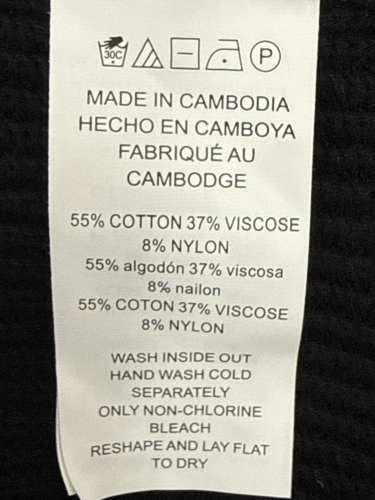 30C P
MADE IN CAMBODIA
HECHO EN CAMBOYA
FABRIQUÉ AU
CAMBODGE
55% COTTON 37% VISCOSE
8% NYLON
55% algodón 37% viscosa
8% nailon
55% COTON 37% VISCOSE
8% NYLON
WASH INSIDE OUT
HAND WASH COLD
SEPARATELY
ONLY NON-CHLORINE
BLEACH
RESHAPE AND LAY FLAT
TO DRY